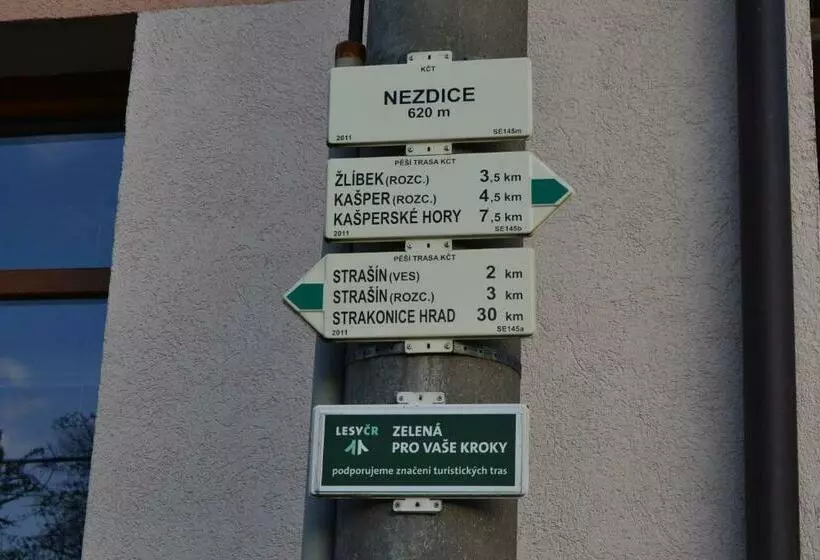 KČT
NEZDICE
620 m
2011 SE145m
PĚŠÍ TRASA KČT
ŽLÍBEK (ROZC.) 3,5 km
KAŠPER (ROZC.) 4,5 km
KAŠPERSKÉ HORY 7,5 km
2011 SE145b
PĚŠÍ TRASA KČT
STRAŠÍN (VES) 2 km
STRAŠÍN (ROZC.) 3 km
STRAKONICE HRAD 30 km
2011 SE145a
LESYČR ZELENÁ
PRO VAŠE KROKY
podporujeme značení turistických tras